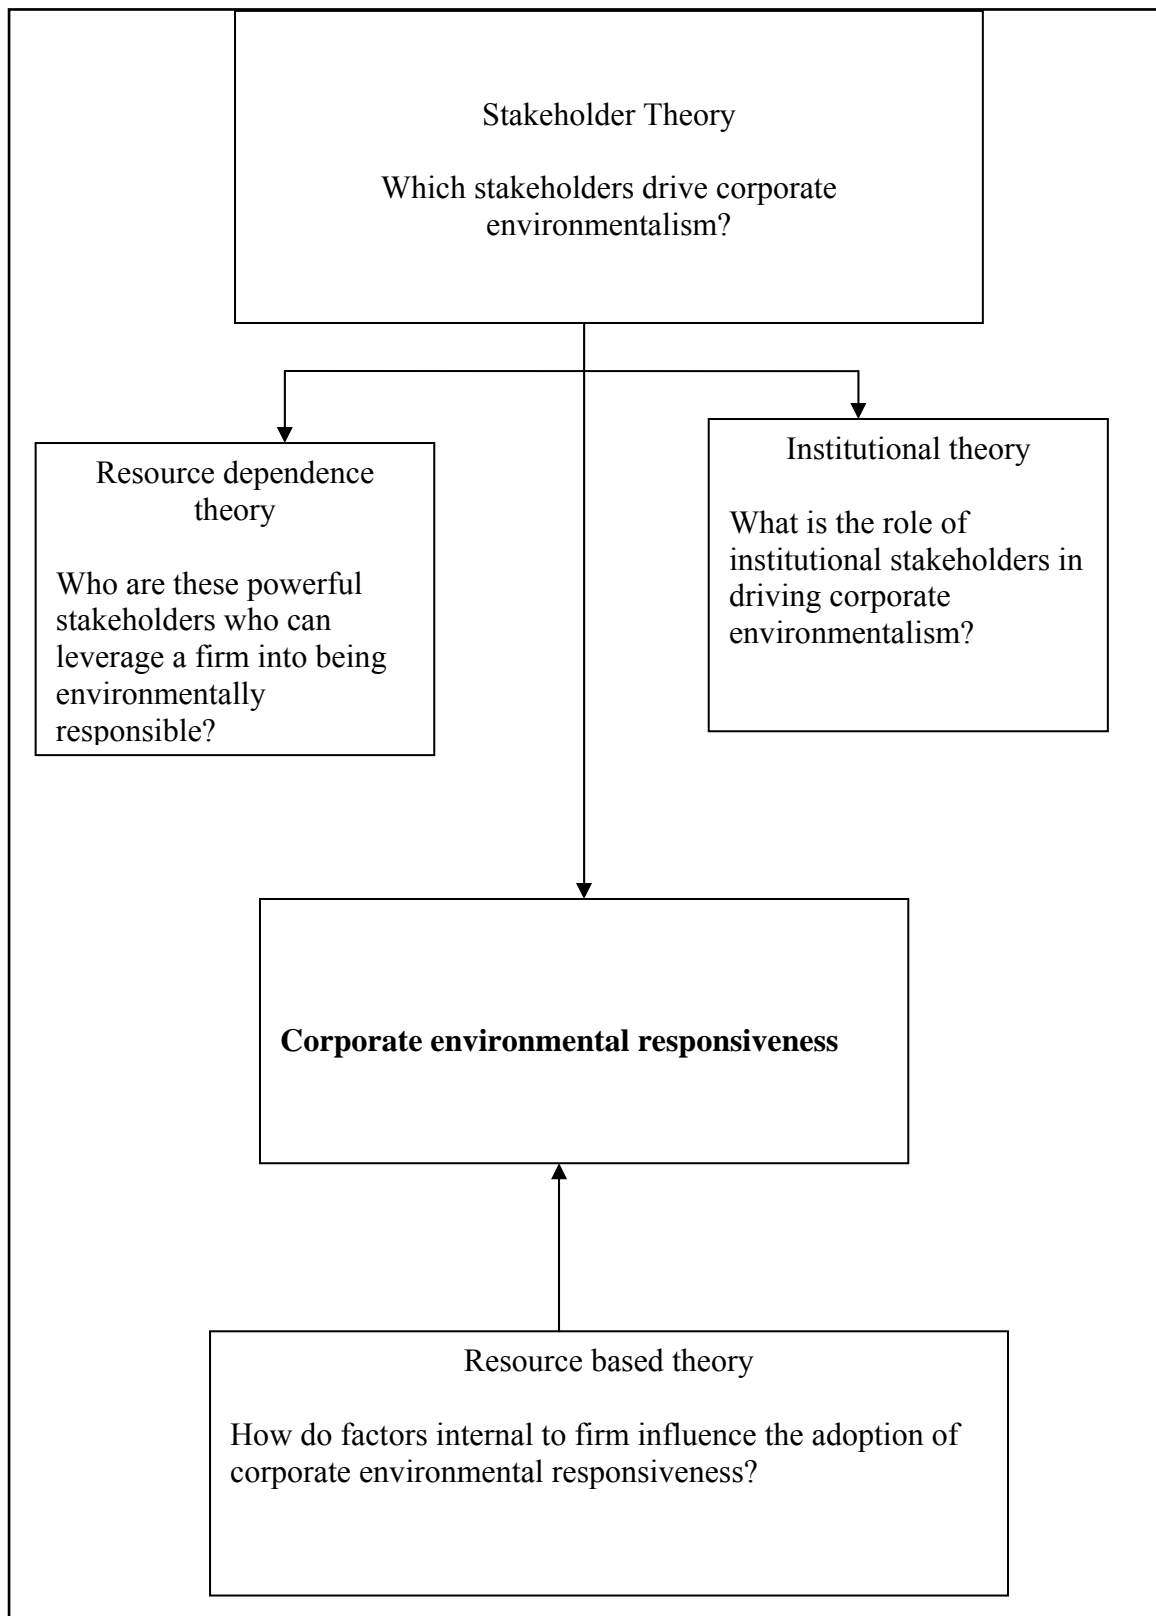 Stakeholder Theory
Which stakeholders drive corporate
environmentalism?
Resource dependence
theory
Who are these powerful
stakeholders who can
leverage a firm into being
environmentally
responsible?
Institutional theory
What is the role of
institutional stakeholders in
driving corporate
environmentalism?
Corporate environmental responsiveness
Resource based theory
How do factors internal to firm influence the adoption of
corporate environmental responsiveness?